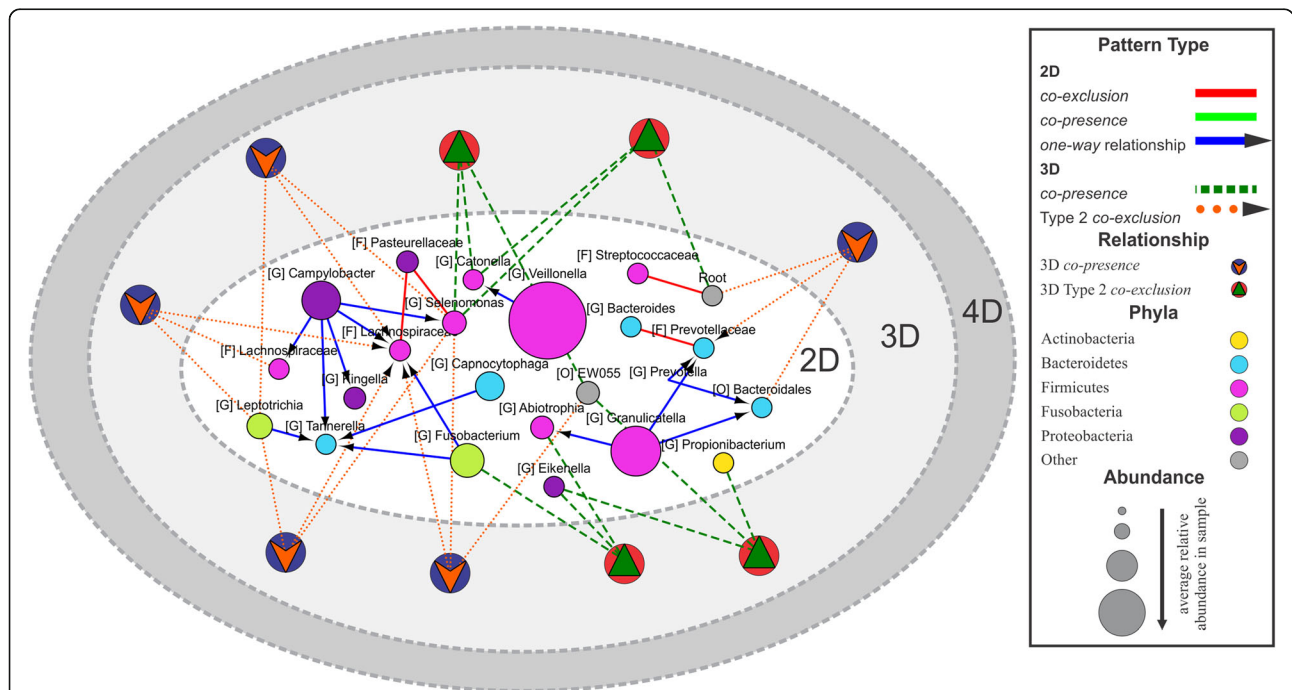 [F] Pasteurellaceae
[G] Catonella
[F] Streptococcaceae
[G] Campylobacter
[G] Veillonella
Root
[G] Selenomonas
[G] Bacteroides
[F] Lachnospiraceae
[F] Prevotellaceae
[F] Lachnospiraceae
[G] Capnocytophaga
[O] EW055
[G] Prevotella
[G] Kingella
[O] Bacteroidales
[G] Leptotrichia
[G] Abiotrophia
[G] Granulicatella
[G] Tannerella
[G] Fusobacterium
[G] Propionibacterium
[G] Eikenella
2D
3D
4D
Pattern Type
2D
co-exclusion
co-presence
one-way relationship
3D
co-presence
Type 2 co-exclusion
Relationship
3D co-presence
3D Type 2 co-exclusion
Phyla
Actinobacteria
Bacteroidetes
Firmicutes
Fusobacteria
Proteobacteria
Other
Abundance
average relative
abundance in sample